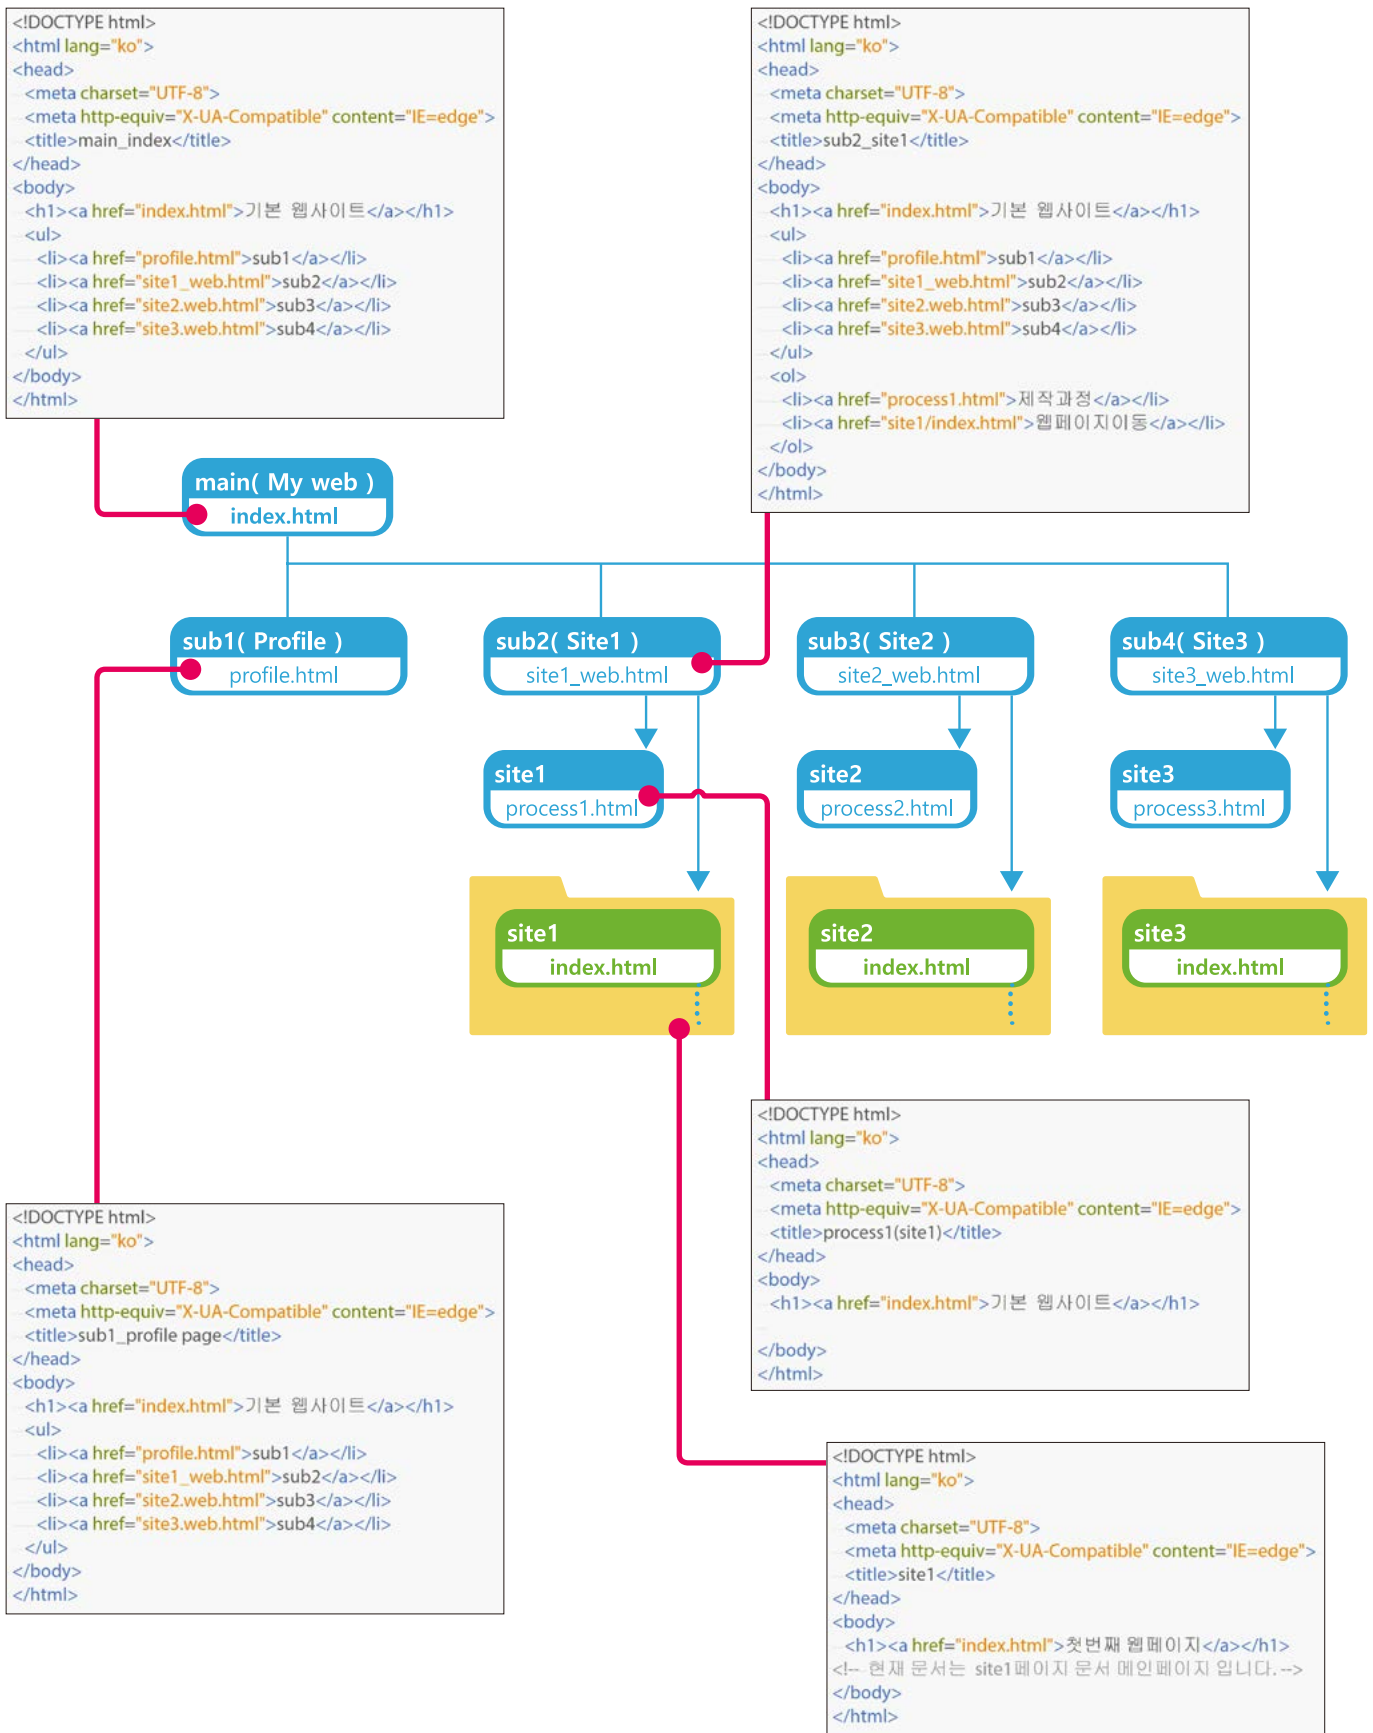 <!DOCTYPE html>
<html lang="ko">
<head>
<meta charset="UTF-8">
<meta http-equiv="X-UA-Compatible" content="IE=edge">
<title>main_index</title>
</head>
<body>
<h1><a href="index.html">기본 웹사이트</a></h1>
<ul>
<li><a href="profile.html">sub1</a></li>
<li><a href="site1_web.html">sub2</a></li>
<li><a href="site2.web.html">sub3</a></li>
<li><a href="site3.web.html">sub4</a></li>
</ul>
</body>
</html>
<!DOCTYPE html>
<html lang="ko">
<head>
<meta charset="UTF-8">
<meta http-equiv="X-UA-Compatible" content="IE=edge">
<title>sub2_site1</title>
</head>
<body>
<h1><a href="index.html">기본 웹사이트</a></h1>
<ul>
<li><a href="profile.html">sub1</a></li>
<li><a href="site1_web.html">sub2</a></li>
<li><a href="site2.web.html">sub3</a></li>
<li><a href="site3.web.html">sub4</a></li>
</ul>
<ol>
<li><a href="process1.html">제작과정</a></li>
<li><a href="site1/index.html">웹페이지이동</a></li>
</ol>
</body>
</html>
main( My web )
index.html
sub1( Profile )
profile.html
sub2( Site1 )
site1_web.html
sub3( Site2 )
site2_web.html
sub4( Site3 )
site3_web.html
site1
process1.html
site2
process2.html
site3
process3.html
site1
index.html
site2
index.html
site3
index.html
<!DOCTYPE html>
<html lang="ko">
<head>
<meta charset="UTF-8">
<meta http-equiv="X-UA-Compatible" content="IE=edge">
<title>process1(site1)</title>
</head>
<body>
<h1><a href="index.html">기본 웹사이트</a></h1>
</body>
</html>
<!DOCTYPE html>
<html lang="ko">
<head>
<meta charset="UTF-8">
<meta http-equiv="X-UA-Compatible" content="IE=edge">
<title>sub1_profile page</title>
</head>
<body>
<h1><a href="index.html">기본 웹사이트</a></h1>
<ul>
<li><a href="profile.html">sub1</a></li>
<li><a href="site1_web.html">sub2</a></li>
<li><a href="site2.web.html">sub3</a></li>
<li><a href="site3.web.html">sub4</a></li>
</ul>
</body>
</html>
<!DOCTYPE html>
<html lang="ko">
<head>
<meta charset="UTF-8">
<meta http-equiv="X-UA-Compatible" content="IE=edge">
<title>site1</title>
</head>
<body>
<h1><a href="index.html">첫번째 웹페이지</a></h1>
<!-- 현재 문서는 site1페이지 문서 메인페이지 입니다. -->
</body>
</html>